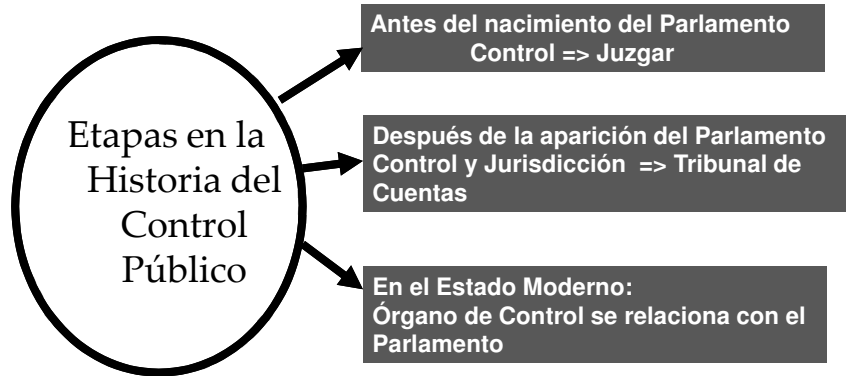 Etapas en la
Historia del
Control
Público
Antes del nacimiento del Parlamento
Control => Juzgar
Después de la aparición del Parlamento
Control y Jurisdicción => Tribunal de
Cuentas
En el Estado Moderno:
Órgano de Control se relaciona con el
Parlamento